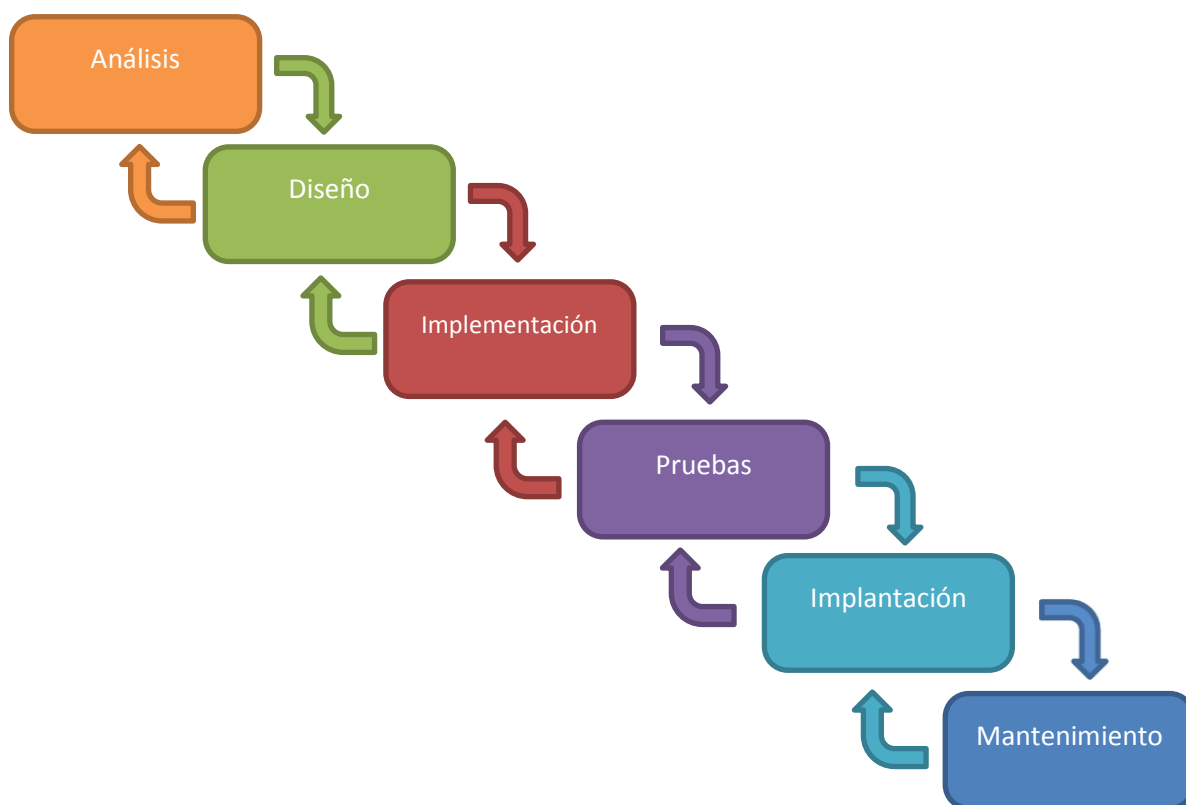 Análisis
Diseño
Implementación
Pruebas
Implantación
Mantenimiento